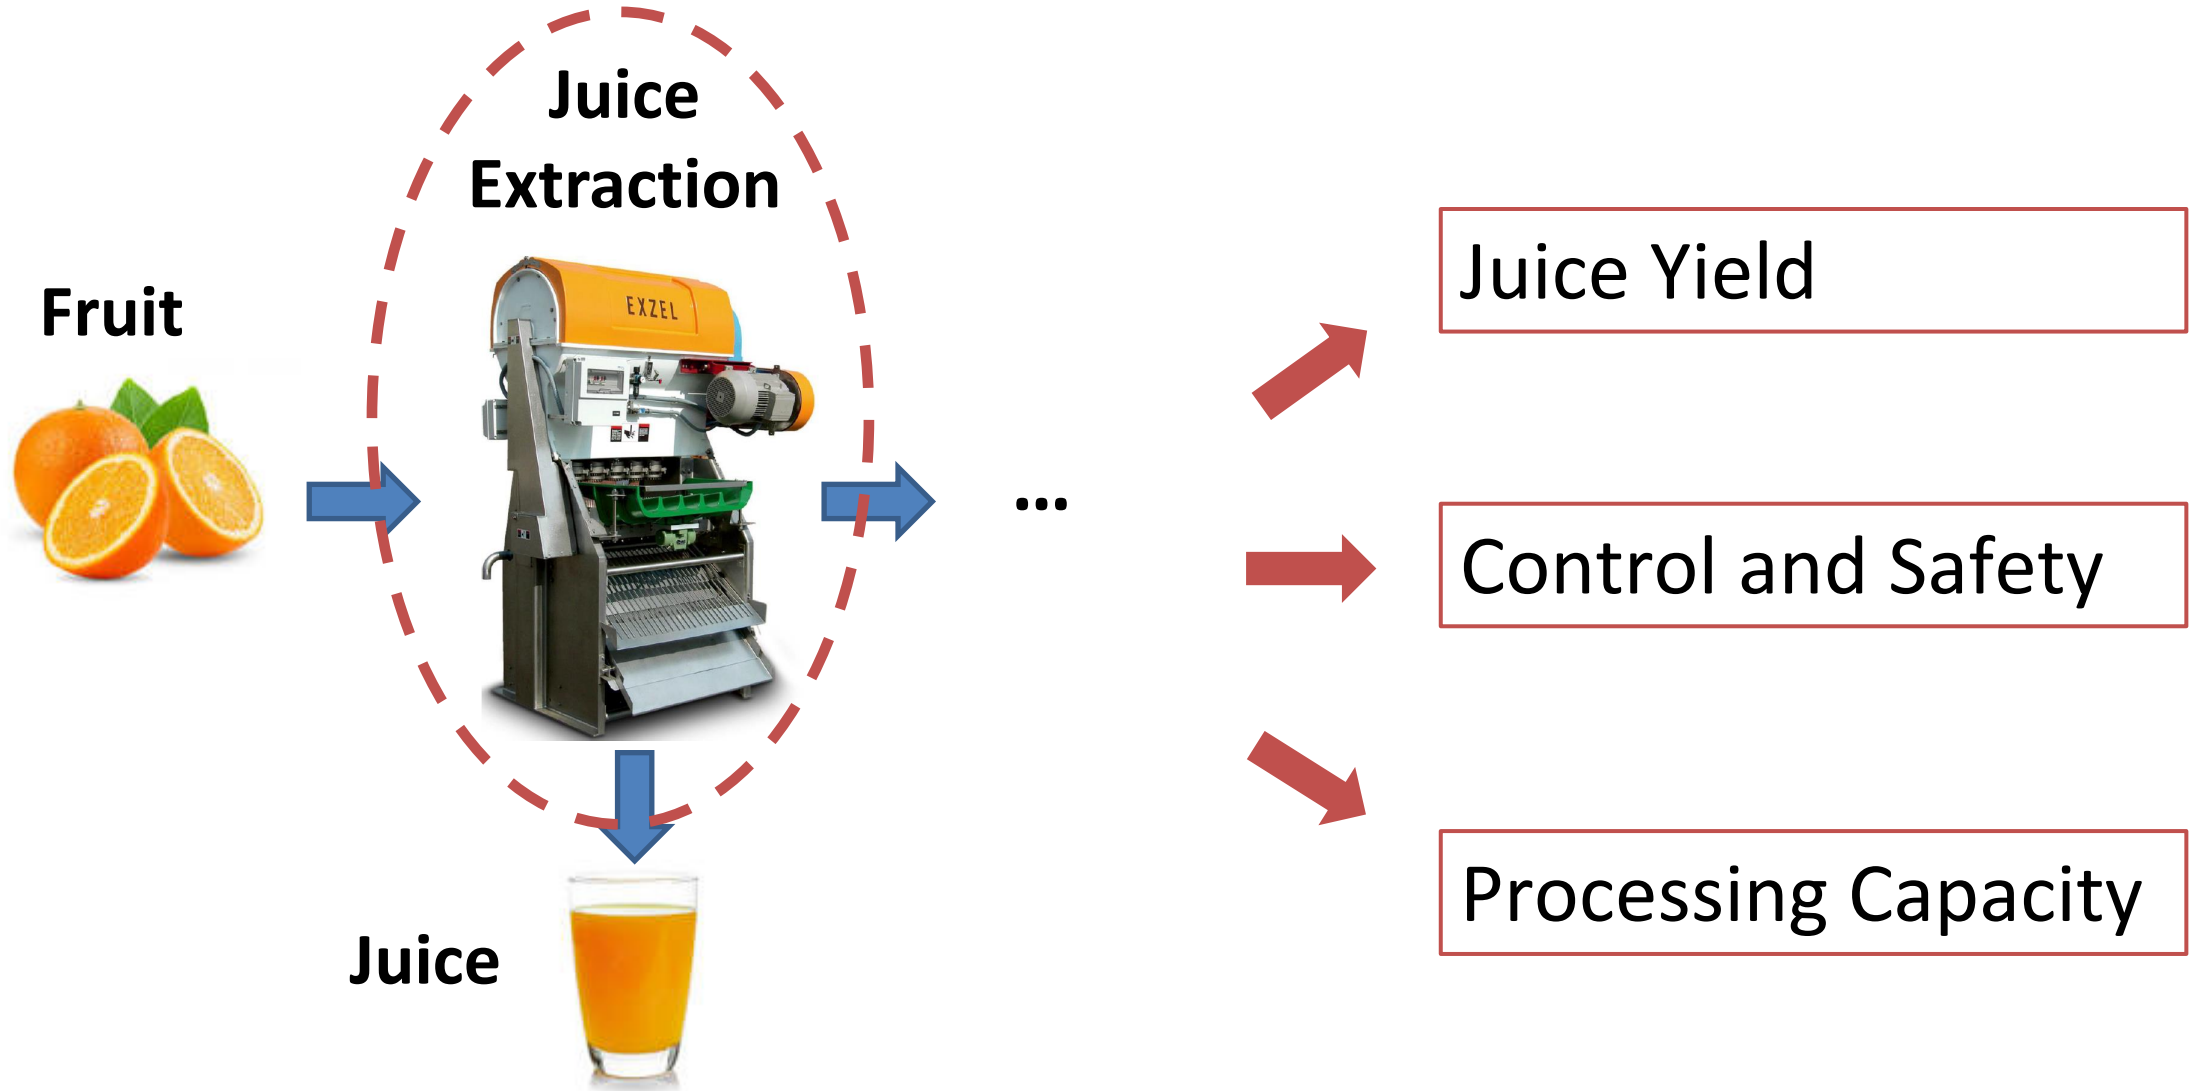 Juice
Extraction
Fruit
EXZEL
...
Juice
Juice Yield
Control and Safety
Processing Capacity